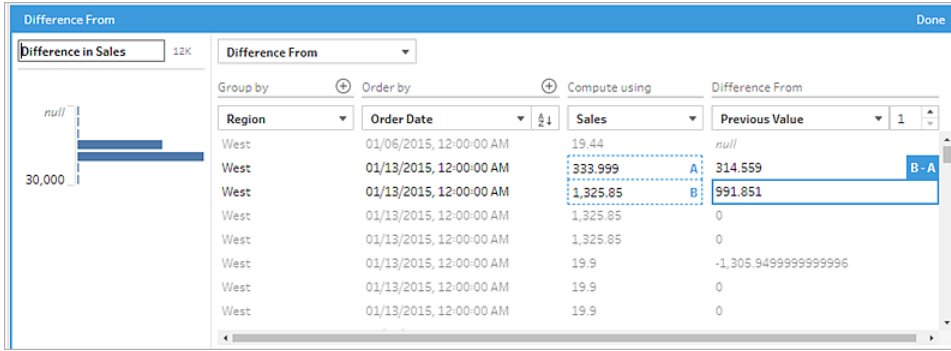 Difference From Done
Difference in Sales 12K Difference From
Group by Order by Compute using Difference From
null
30,000
Region Order Date A Z Sales Previous Value 1
West 01/06/2015, 12:00:00 AM 19.44 null
West 01/13/2015, 12:00:00 AM 333.999 A 314.559 B - A
West 01/13/2015, 12:00:00 AM 1,325.85 B 991.851
West 01/13/2015, 12:00:00 AM 1,325.85 0
West 01/13/2015, 12:00:00 AM 1,325.85 0
West 01/13/2015, 12:00:00 AM 19.9 -1,305.9499999999996
West 01/13/2015, 12:00:00 AM 19.9 0
West 01/13/2015, 12:00:00 AM 19.9 0